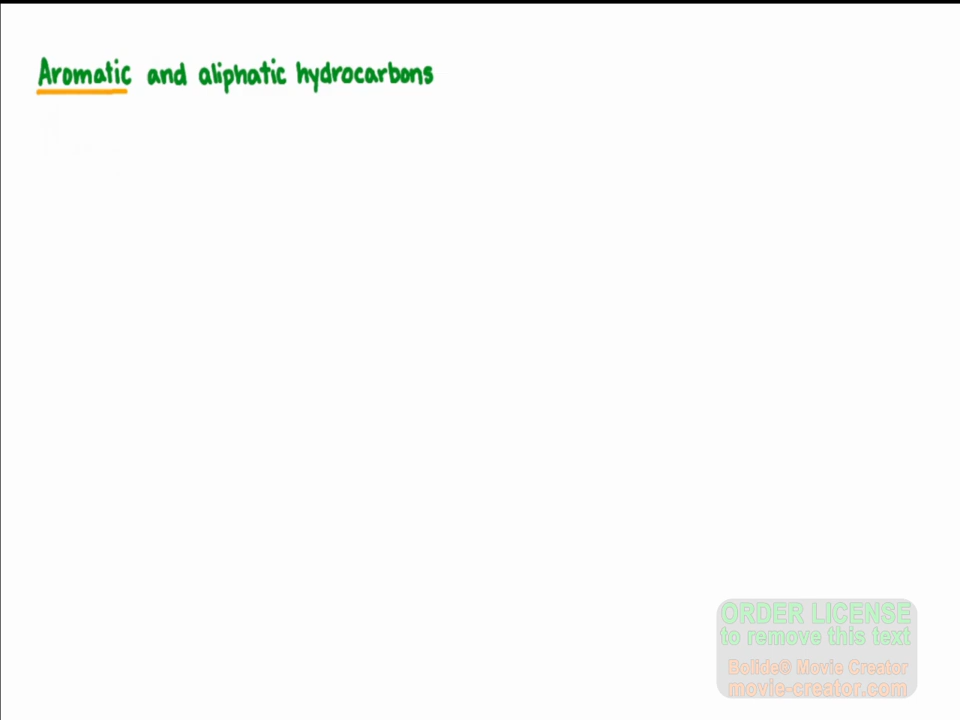 Aromatic and aliphatic hydrocarbons
ORDER LICENSE
to remove this text
Bolide® Movie Creator
movie-creator.com